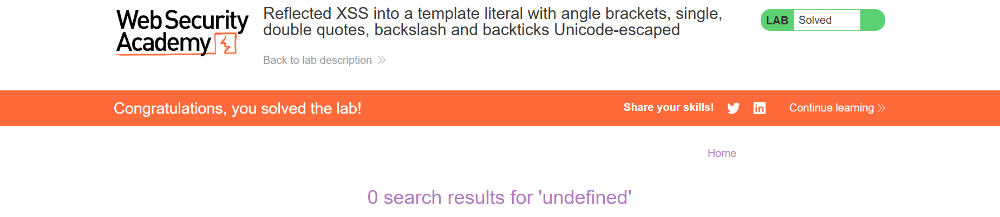 Web Security
Academy
Reflected XSS into a template literal with angle brackets, single,
double quotes, backslash and backticks Unicode-escaped
Back to lab description
LAB Solved
Congratulations, you solved the lab!
Share your skills!
Continue learning
Home
0 search results for 'undefined'